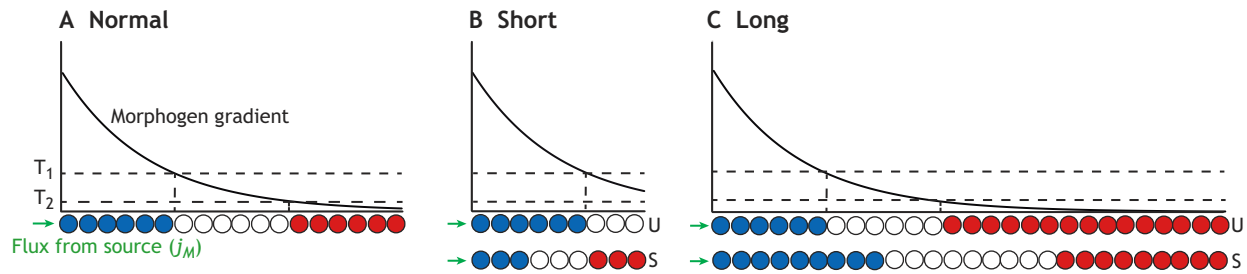 A Normal
B Short
C Long
Morphogen gradient
T1
T2
U
U
Flux from source (jM)
S
S